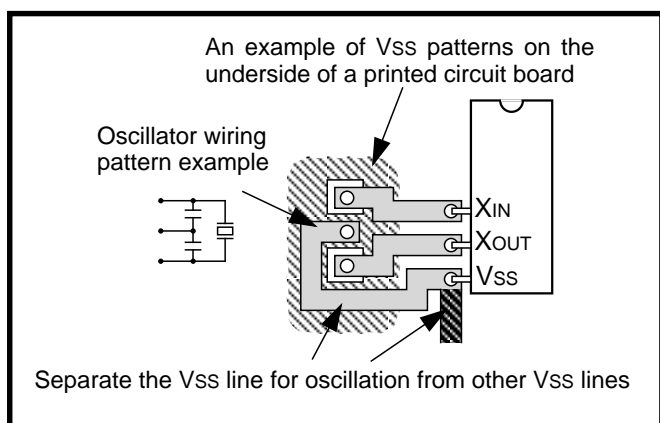 An example of VSS patterns on the
underside of a printed circuit board
Oscillator wiring
pattern example
XIN
XOUT
VSS
Separate the VSS line for oscillation from other VSS lines